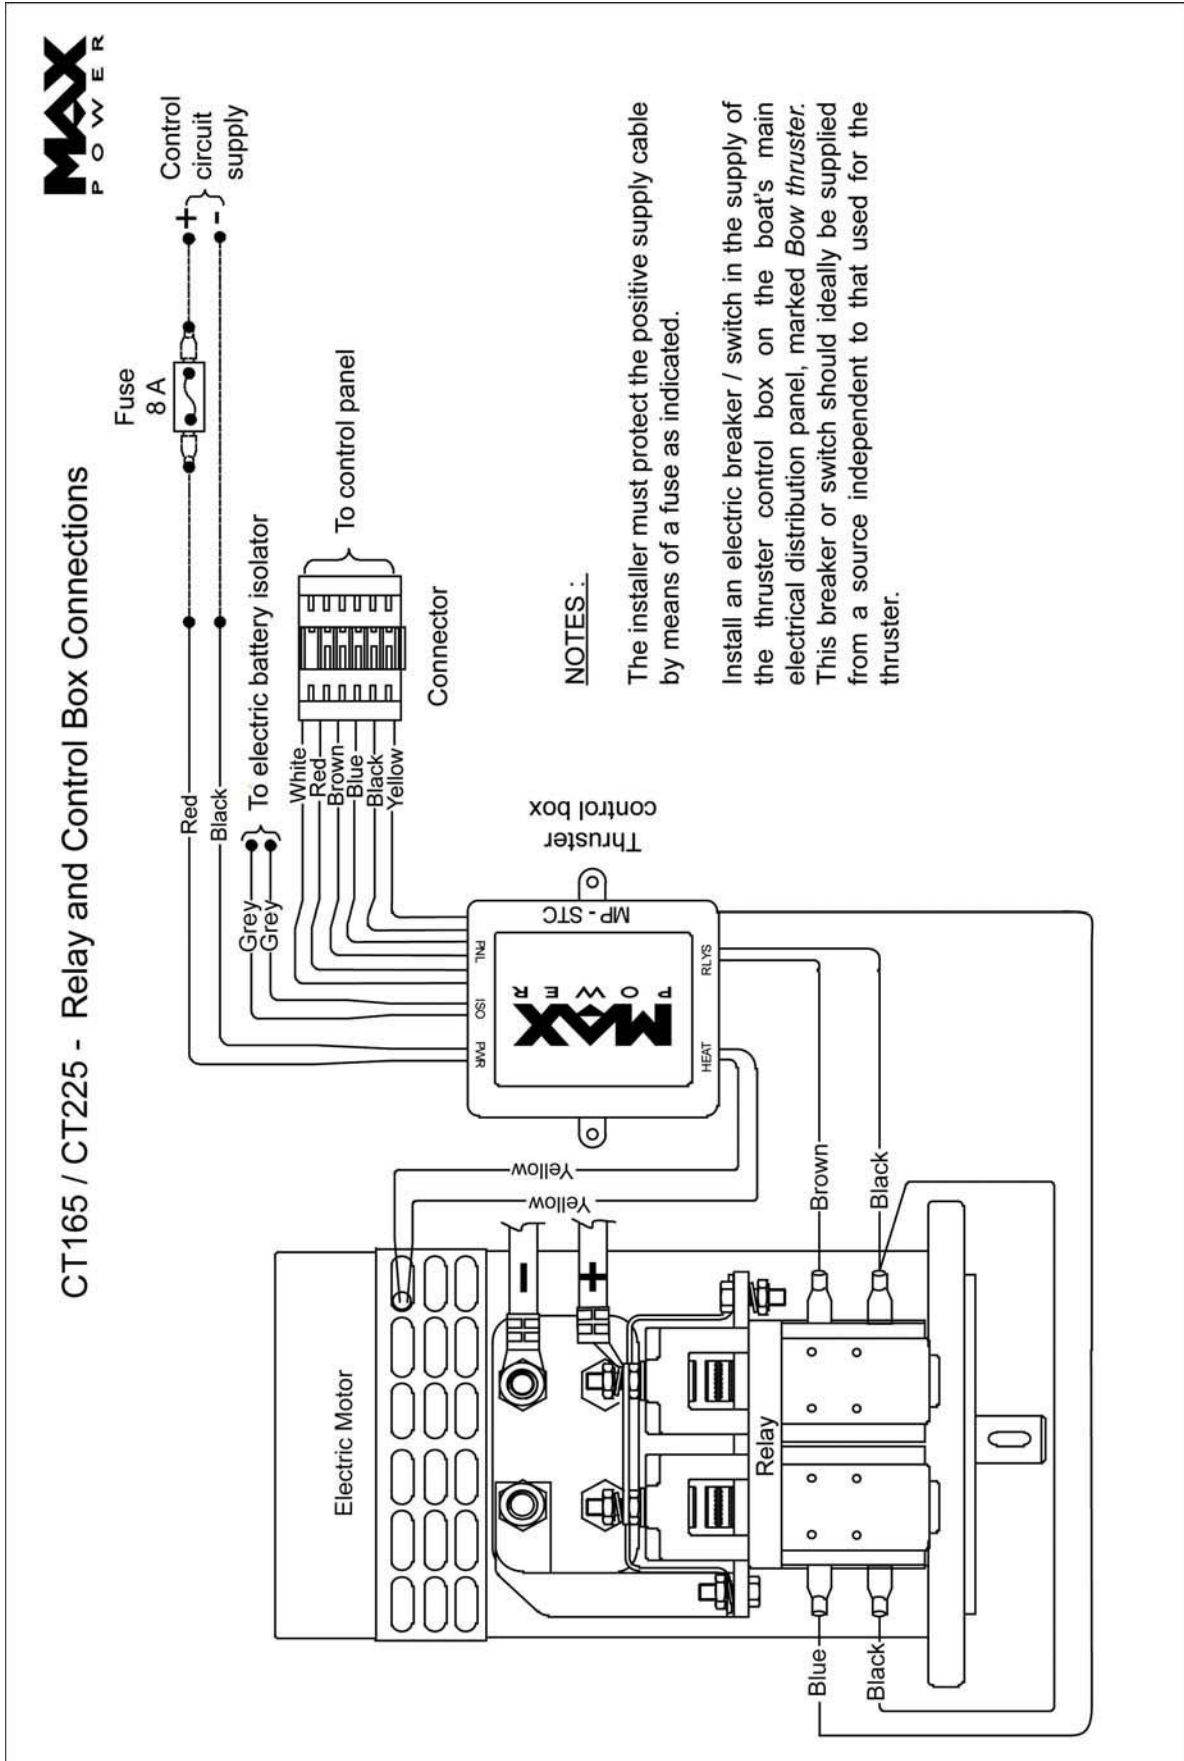 CT165 / CT225 - Relay and Control Box Connections
MAX
POWER
Electric Motor
Yellow
Yellow
-
+
Relay
Blue
Black
Brown
Black
Red
Black
Grey
Grey
To electric battery isolator
Fuse
8 A
+
-
Control
circuit
supply
White
Red
Brown
Blue
Black
Yellow
To control panel
Connector
PWR
ISO
PNL
MAX
POWER
MP - STC
HEAT
RLYS
Thruster
control box
NOTES :
The installer must protect the positive supply cable
by means of a fuse as indicated.
Install an electric breaker / switch in the supply of
the thruster control box on the boat's main
electrical distribution panel, marked Bow thruster.
This breaker or switch should ideally be supplied
from a source independent to that used for the
thruster.